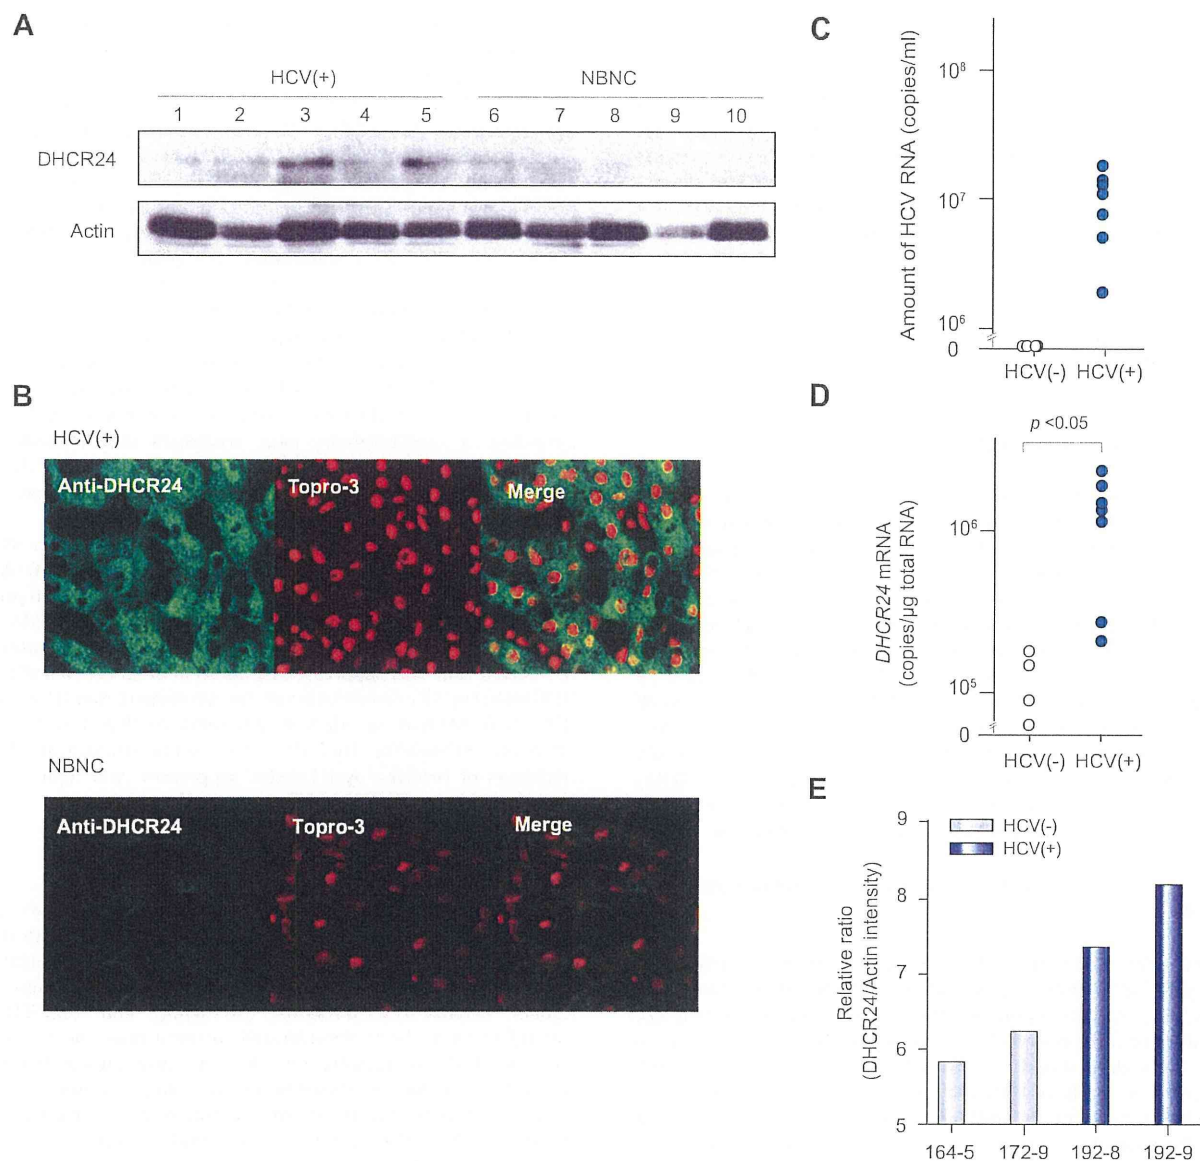 A
HCV(+) NBNC
1 2 3 4 5 6 7 8 9 10
DHCR24
Actin
B
HCV(+)
Anti-DHCR24 Topro-3 Merge
NBNC
Anti-DHCR24 Topro-3 Merge
C
Amount of HCV RNA (copies/ml)
10⁸
10⁷
10⁶
0
HCV(-) HCV(+)
D
p <0.05
DHCR24 mRNA
(copies/μg total RNA)
10⁶
10⁵
0
HCV(-) HCV(+)
E
Relative ratio
(DHCR24/Actin intensity)
9
8
7
6
5
HCV(-)
HCV(+)
164-5 172-9 192-8 192-9